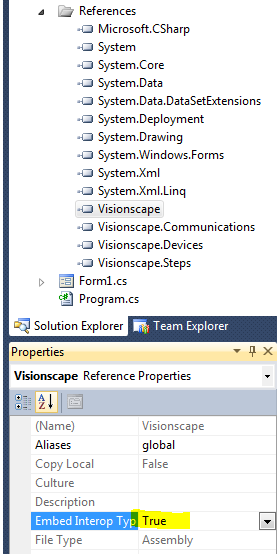 References
Microsoft.CSharp
System
System.Core
System.Data
System.Data.DataSetExtensions
System.Deployment
System.Drawing
System.Windows.Forms
System.Xml
System.Xml.Linq
Visionscape
Visionscape.Communications
Visionscape.Devices
Visionscape.Steps
Form1.cs
Program.cs
Solution Explorer Team Explorer
Properties
Visionscape Reference Properties
(Name) Visionscape
Aliases global
Copy Local False
Culture
Description
Embed Interop Typ True
File Type Assembly